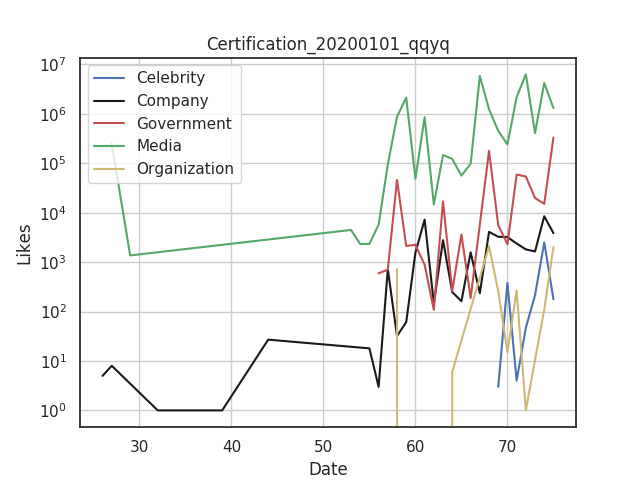 Certification_20200101_qqyq
10⁷
10⁶
10⁵
10⁴
10³
10²
10¹
10⁰
Likes
Celebrity
Company
Government
Media
Organization
30 40 50 60 70
Date